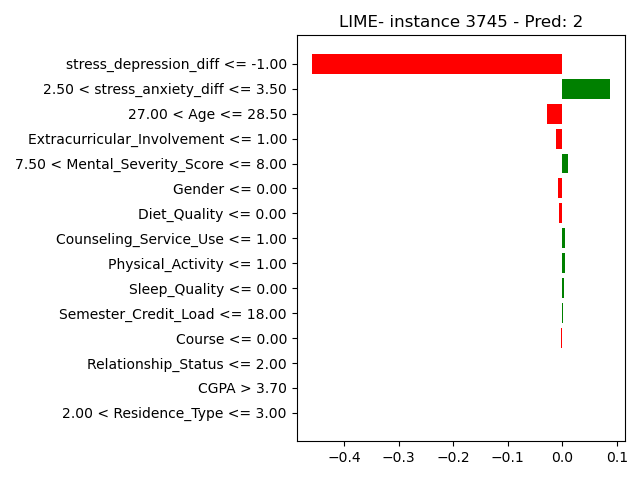 LIME- instance 3745 - Pred: 2
stress_depression_diff <= -1.00
2.50 < stress_anxiety_diff <= 3.50
27.00 < Age <= 28.50
Extracurricular_Involvement <= 1.00
7.50 < Mental_Severity_Score <= 8.00
Gender <= 0.00
Diet_Quality <= 0.00
Counseling_Service_Use <= 1.00
Physical_Activity <= 1.00
Sleep_Quality <= 0.00
Semester_Credit_Load <= 18.00
Course <= 0.00
Relationship_Status <= 2.00
CGPA > 3.70
2.00 < Residence_Type <= 3.00
−0.4 −0.3 −0.2 −0.1 0.0 0.1